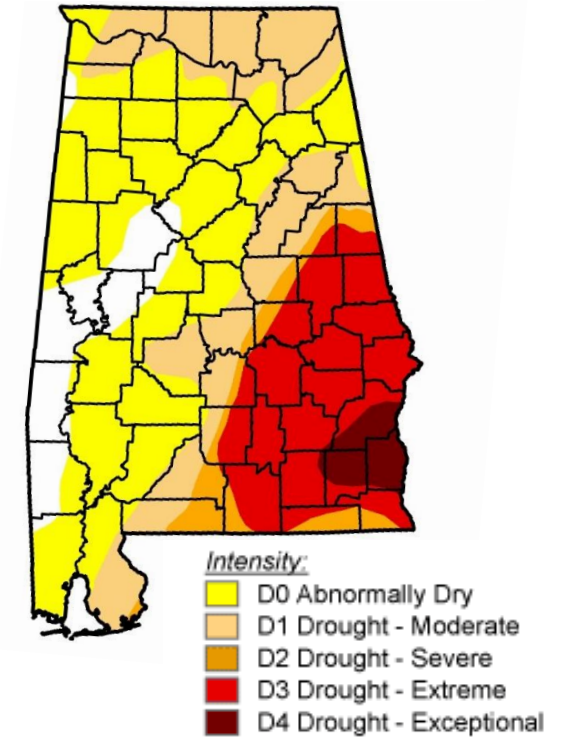 Intensity:
D0 Abnormally Dry
D1 Drought - Moderate
D2 Drought - Severe
D3 Drought - Extreme
D4 Drought - Exceptional